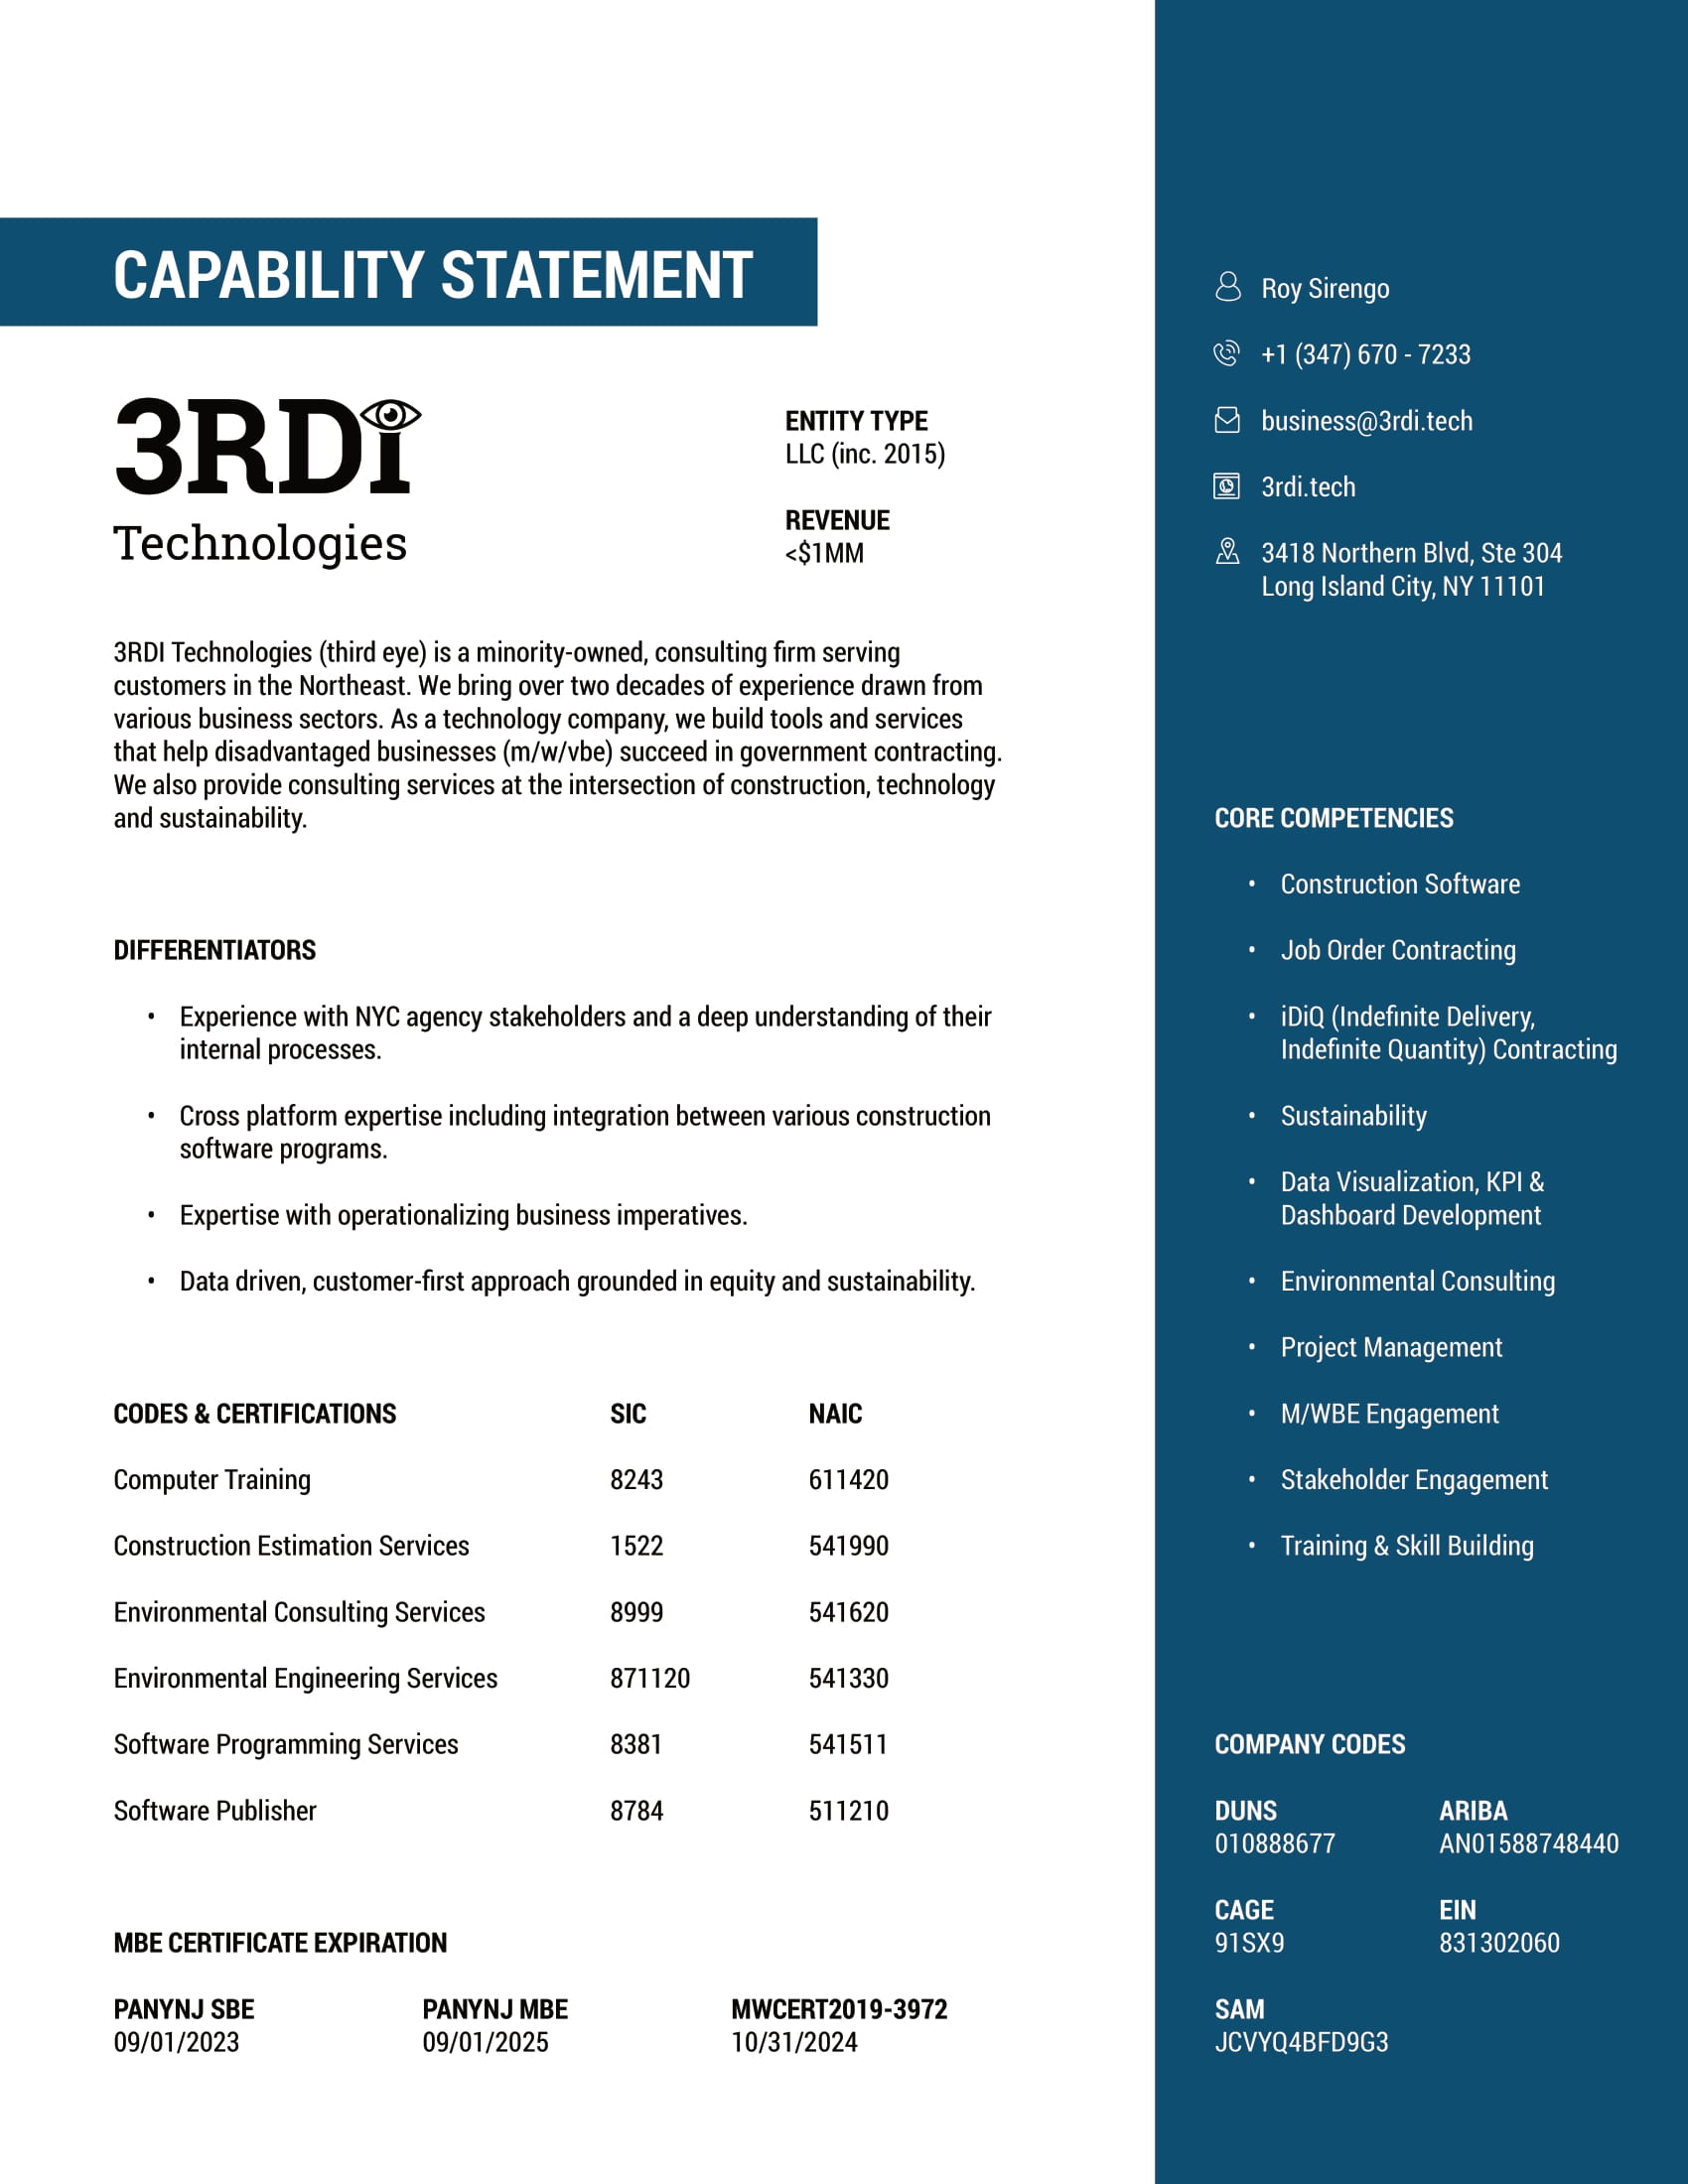 CAPABILITY STATEMENT
3RDi
Technologies
ENTITY TYPE
LLC (inc. 2015)
REVENUE
<$1MM
3RDI Technologies (third eye) is a minority-owned, consulting firm serving
customers in the Northeast. We bring over two decades of experience drawn from
various business sectors. As a technology company, we build tools and services
that help disadvantaged businesses (m/w/vbe) succeed in government contracting.
We also provide consulting services at the intersection of construction, technology
and sustainability.
DIFFERENTIATORS
• Experience with NYC agency stakeholders and a deep understanding of their
internal processes.
• Cross platform expertise including integration between various construction
software programs.
• Expertise with operationalizing business imperatives.
• Data driven, customer-first approach grounded in equity and sustainability.
CODES & CERTIFICATIONS SIC NAIC
Computer Training 8243 611420
Construction Estimation Services 1522 541990
Environmental Consulting Services 8999 541620
Environmental Engineering Services 871120 541330
Software Programming Services 8381 541511
Software Publisher 8784 511210
MBE CERTIFICATE EXPIRATION
PANYNJ SBE PANYNJ MBE MWCERT2019-3972
09/01/2023 09/01/2025 10/31/2024
Roy Sirengo
+1 (347) 670 - 7233
business@3rdi.tech
3rdi.tech
3418 Northern Blvd, Ste 304
Long Island City, NY 11101
CORE COMPETENCIES
• Construction Software
• Job Order Contracting
• iDiQ (Indefinite Delivery,
Indefinite Quantity) Contracting
• Sustainability
• Data Visualization, KPI &
Dashboard Development
• Environmental Consulting
• Project Management
• M/WBE Engagement
• Stakeholder Engagement
• Training & Skill Building
COMPANY CODES
DUNS ARIBA
010888677 AN01588748440
CAGE EIN
91SX9 831302060
SAM
JCVYQ4BFD9G3